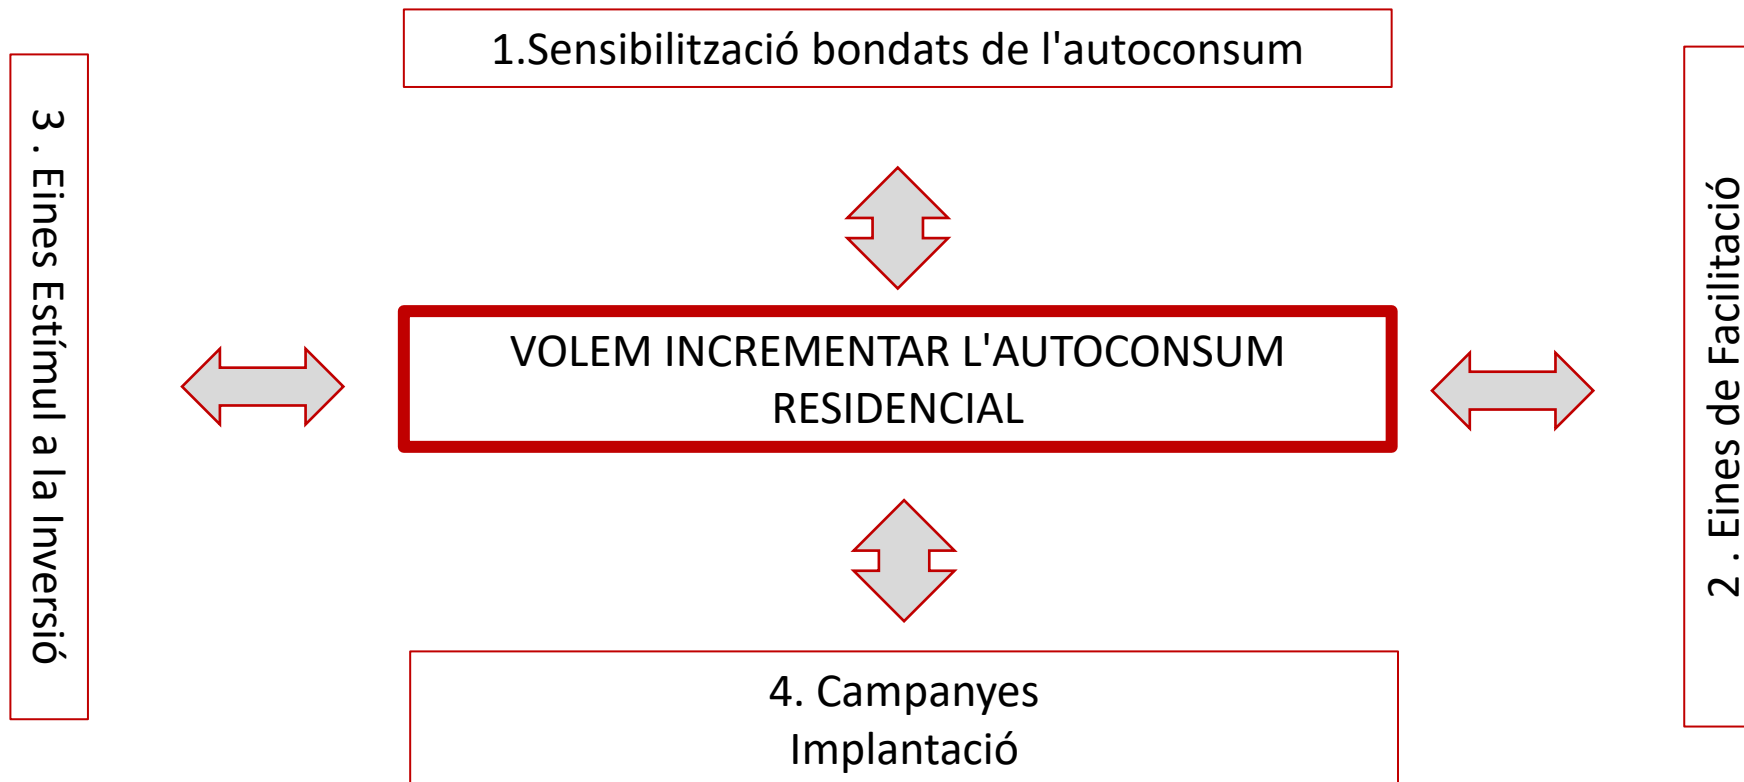 1.Sensibilització bondats de l'autoconsum
3 . Eines Estímul a la Inversió
VOLEM INCREMENTAR L'AUTOCONSUM
RESIDENCIAL
2 . Eines de Facilitació
4. Campanyes
Implantació